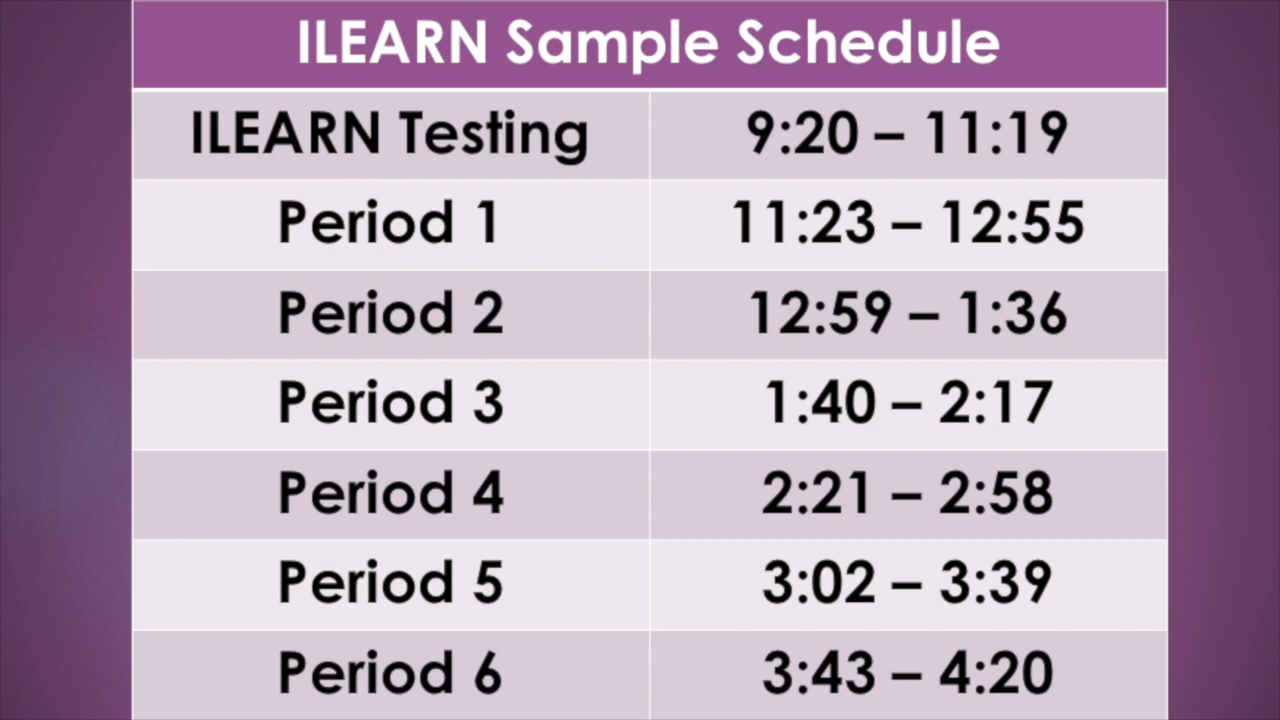 ILEARN Sample Schedule
ILEARN Testing 9:20 – 11:19
Period 1 11:23 – 12:55
Period 2 12:59 – 1:36
Period 3 1:40 – 2:17
Period 4 2:21 – 2:58
Period 5 3:02 – 3:39
Period 6 3:43 – 4:20